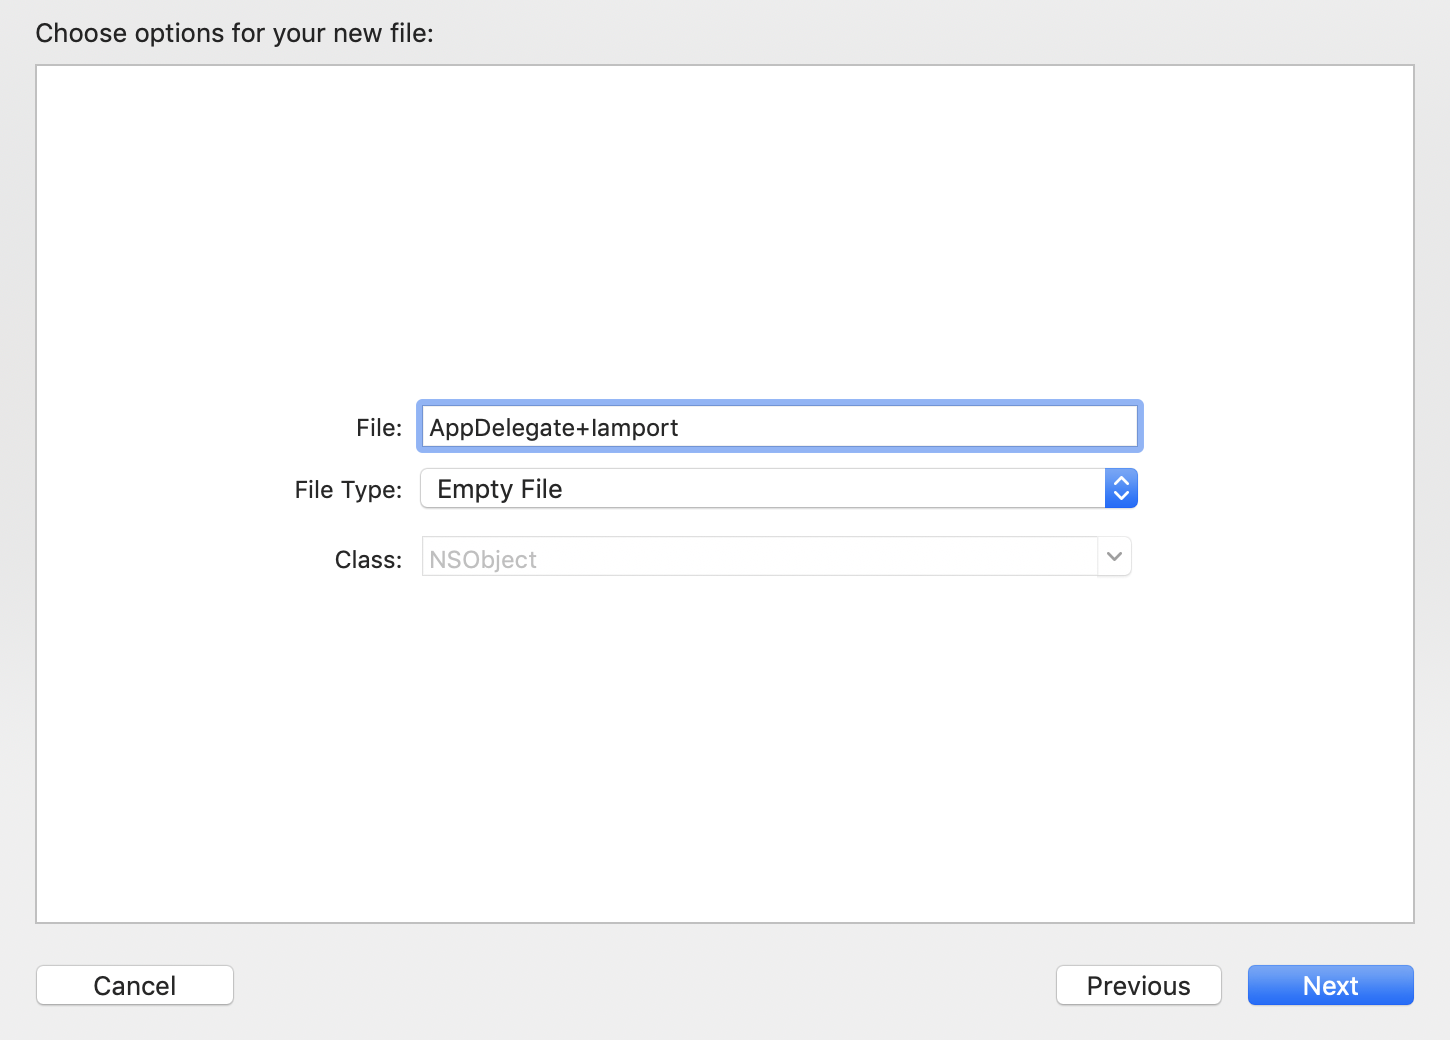 Choose options for your new file:
File: AppDelegate+Iamport
File Type: Empty File
Class: NSObject
Cancel Previous Next